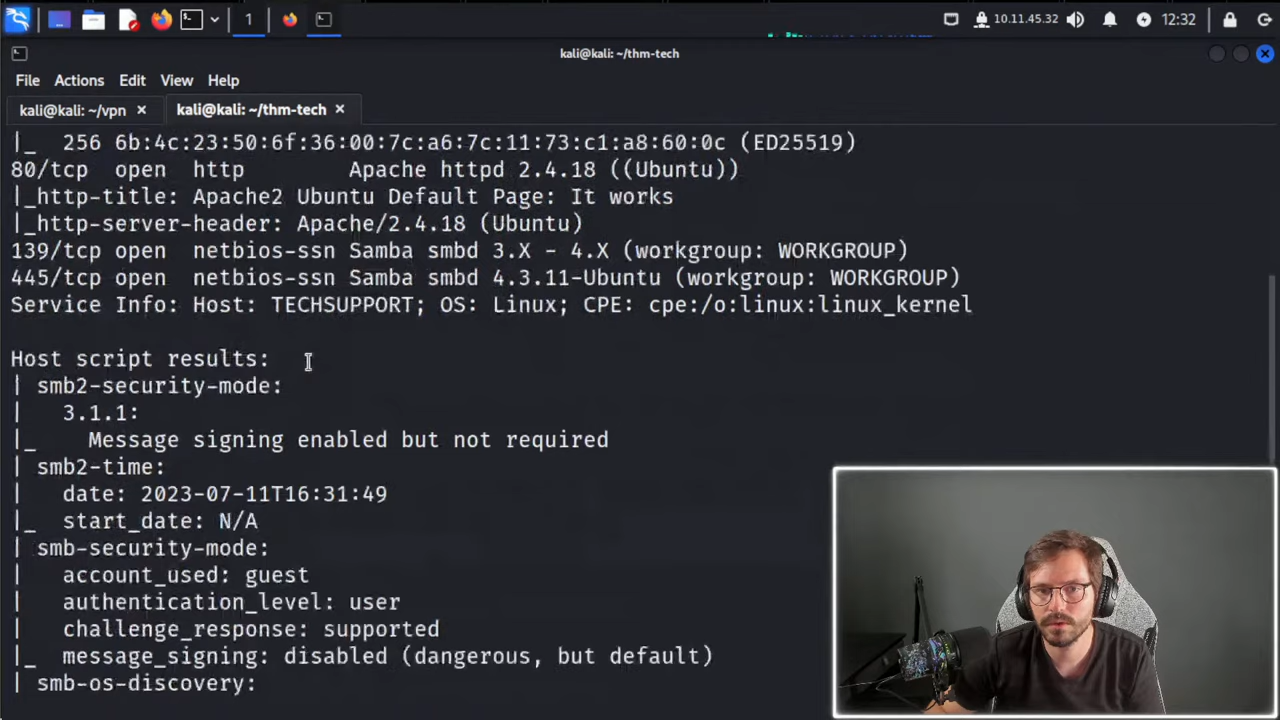 1
10.11.45.32
12:32
kali@kali: ~/thm-tech
File Actions Edit View Help
kali@kali: ~/vpn × kali@kali: ~/thm-tech ×
|_  256 6b:4c:23:50:6f:36:00:7c:a6:7c:11:73:c1:a8:60:0c (ED25519)
80/tcp  open  http        Apache httpd 2.4.18 ((Ubuntu))
|_http-title: Apache2 Ubuntu Default Page: It works
|_http-server-header: Apache/2.4.18 (Ubuntu)
139/tcp open  netbios-ssn Samba smbd 3.X - 4.X (workgroup: WORKGROUP)
445/tcp open  netbios-ssn Samba smbd 4.3.11-Ubuntu (workgroup: WORKGROUP)
Service Info: Host: TECHSUPPORT; OS: Linux; CPE: cpe:/o:linux:linux_kernel
Host script results:
| smb2-security-mode:
|   3.1.1:
|_    Message signing enabled but not required
| smb2-time:
|   date: 2023-07-11T16:31:49
|_  start_date: N/A
| smb-security-mode:
|   account_used: guest
|   authentication_level: user
|   challenge_response: supported
|_  message_signing: disabled (dangerous, but default)
| smb-os-discovery: